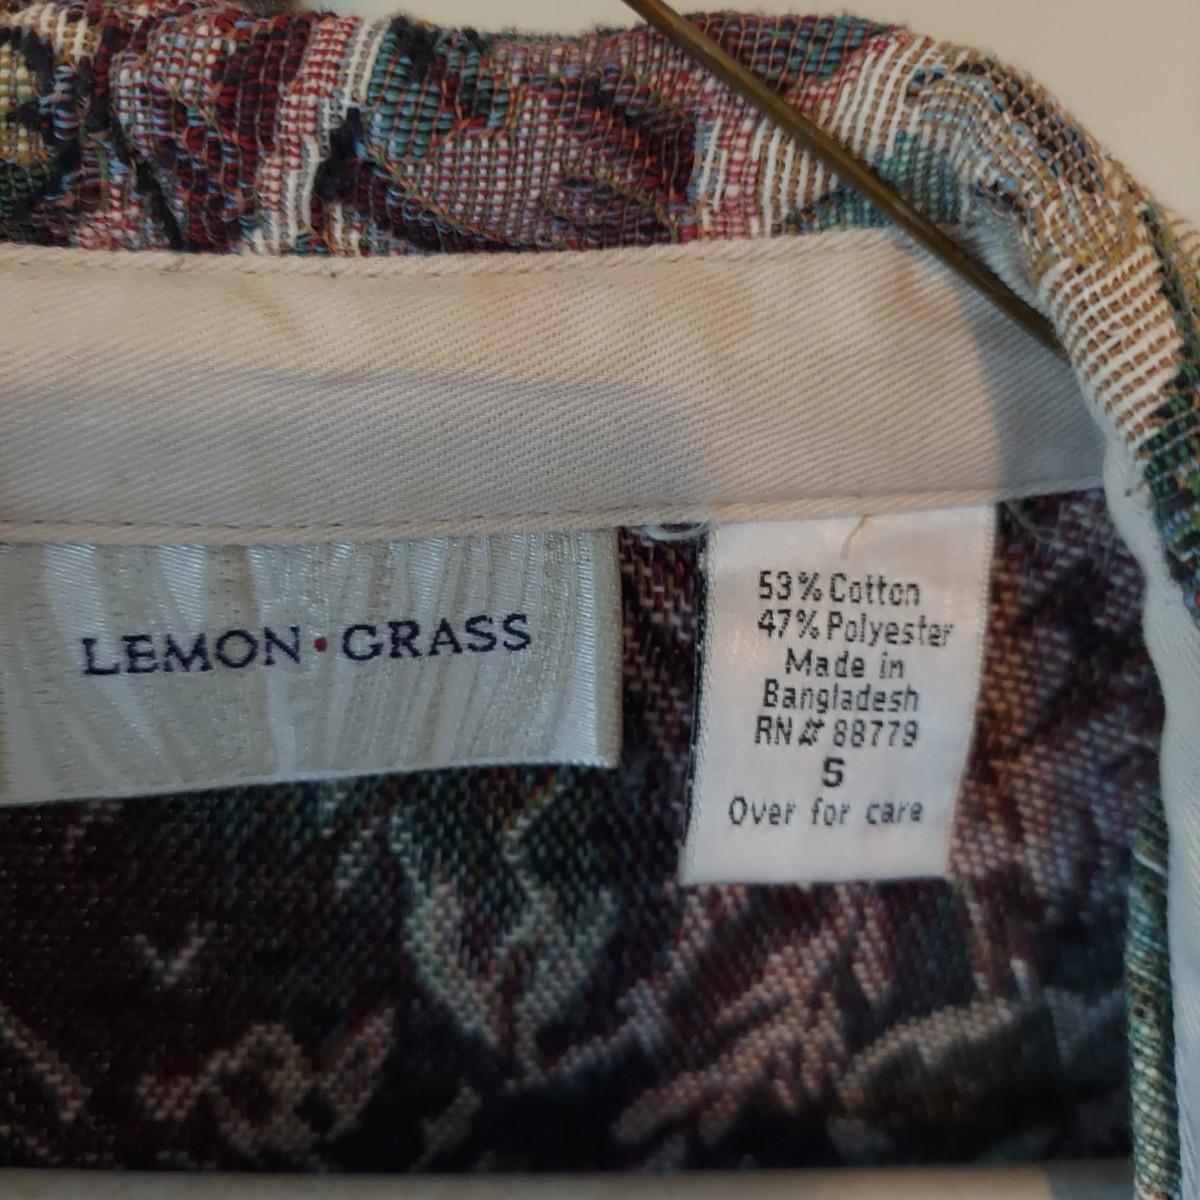 LEMON • GRASS
53% Cotton
47% Polyester
Made in
Bangladesh
RN# 88779
S
Over for care